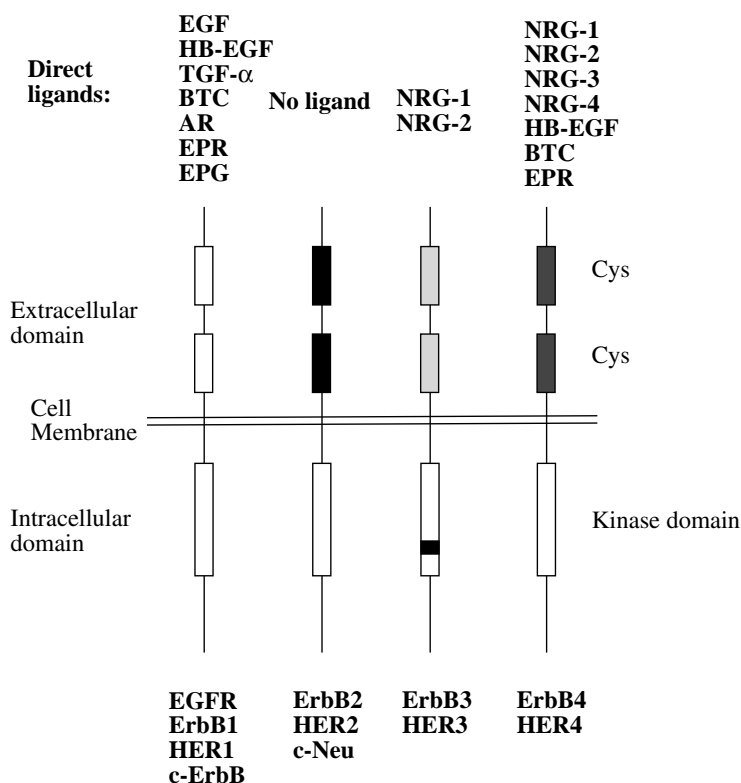 Direct
ligands:
EGF
HB-EGF
TGF-α
BTC
AR
EPR
EPG
No ligand
NRG-1
NRG-2
NRG-1
NRG-2
NRG-3
NRG-4
HB-EGF
BTC
EPR
Extracellular
domain
Cys
Cys
Cell
Membrane
Intracellular
domain
Kinase domain
EGFR
ErbB1
HER1
c-ErbB
ErbB2
HER2
c-Neu
ErbB3
HER3
ErbB4
HER4